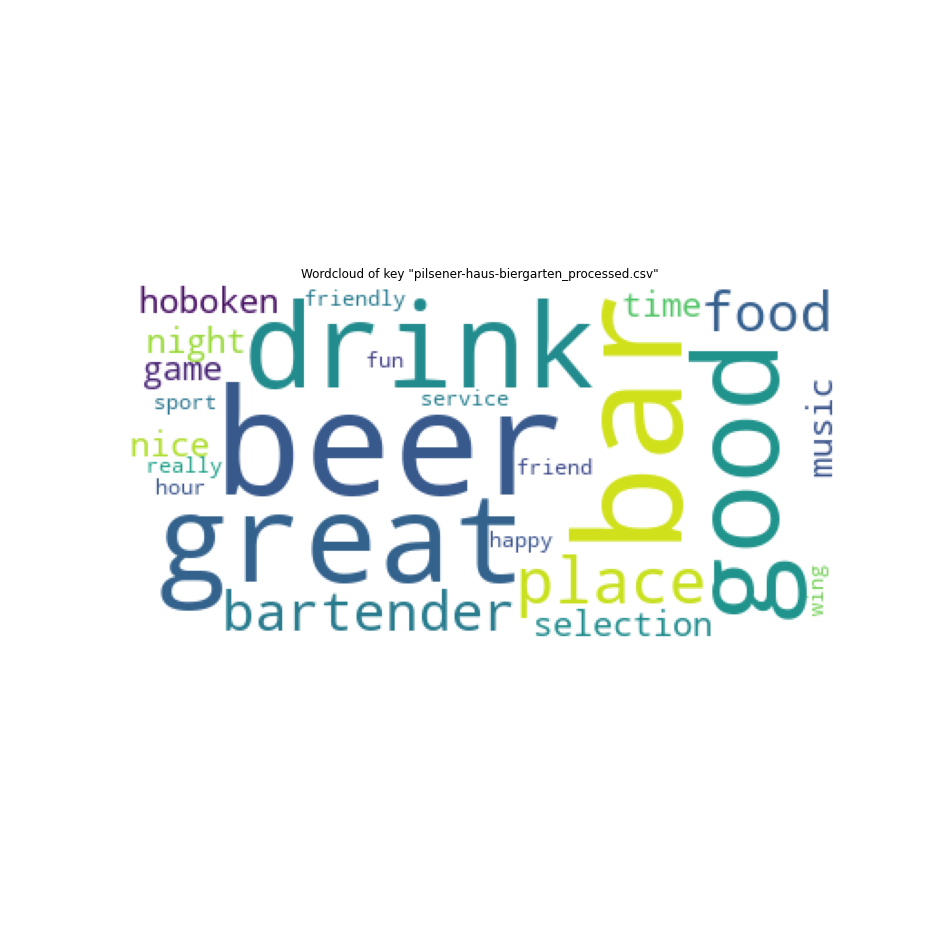 Wordcloud of key "pilsener-haus-biergarten_processed.csv"
hoboken
friendly
time
food
night
drink
game
fun
sport
service
bar
good
music
nice
beer
really
friend
hour
great
happy
place
wing
bartender
selection